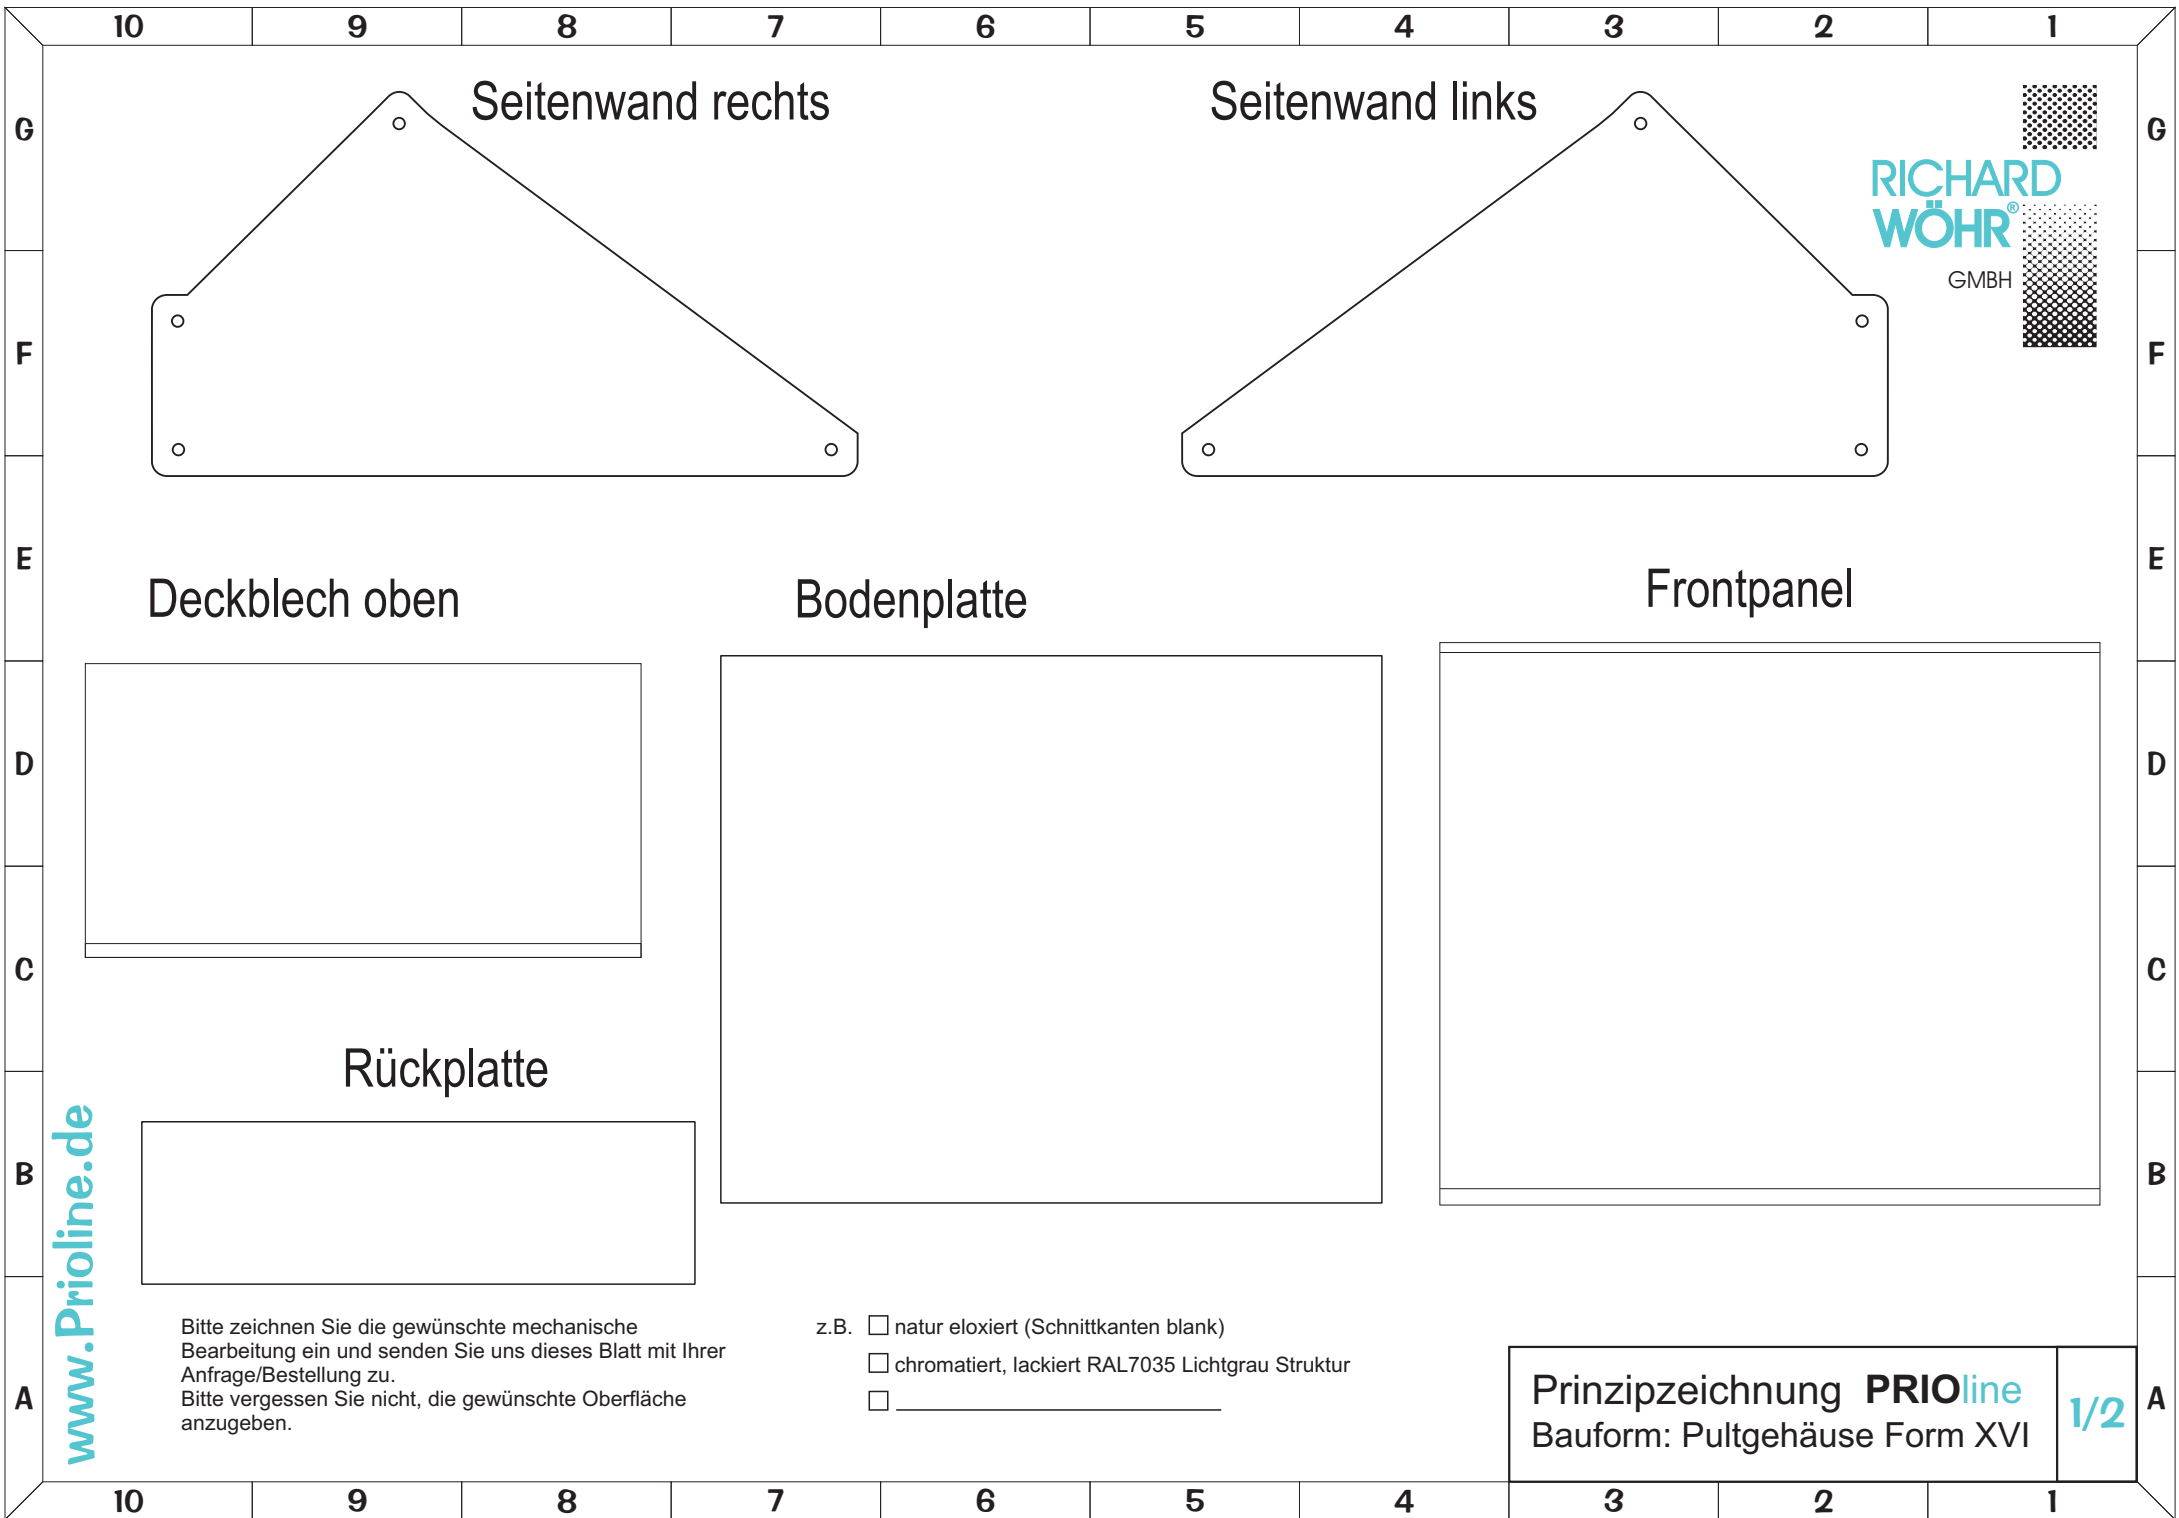 10 9 8 7 6 5 4 3 2 1
Seitenwand rechts
Seitenwand links
G G
RICHARD
WÖHR®
GMBH
F F
E E
Deckblech oben
Bodenplatte
Frontpanel
D D
C C
Rückplatte
B B
www.Prioline.de
Bitte zeichnen Sie die gewünschte mechanische
Bearbeitung ein und senden Sie uns dieses Blatt mit Ihrer
Anfrage/Bestellung zu.
Bitte vergessen Sie nicht, die gewünschte Oberfläche
anzugeben.
z.B. natur eloxiert (Schnittkanten blank)
chromatiert, lackiert RAL7035 Lichtgrau Struktur
A A
Prinzipzeichnung PRIOline
Bauform: Pultgehäuse Form XVI
1/2
10 9 8 7 6 5 4 3 2 1